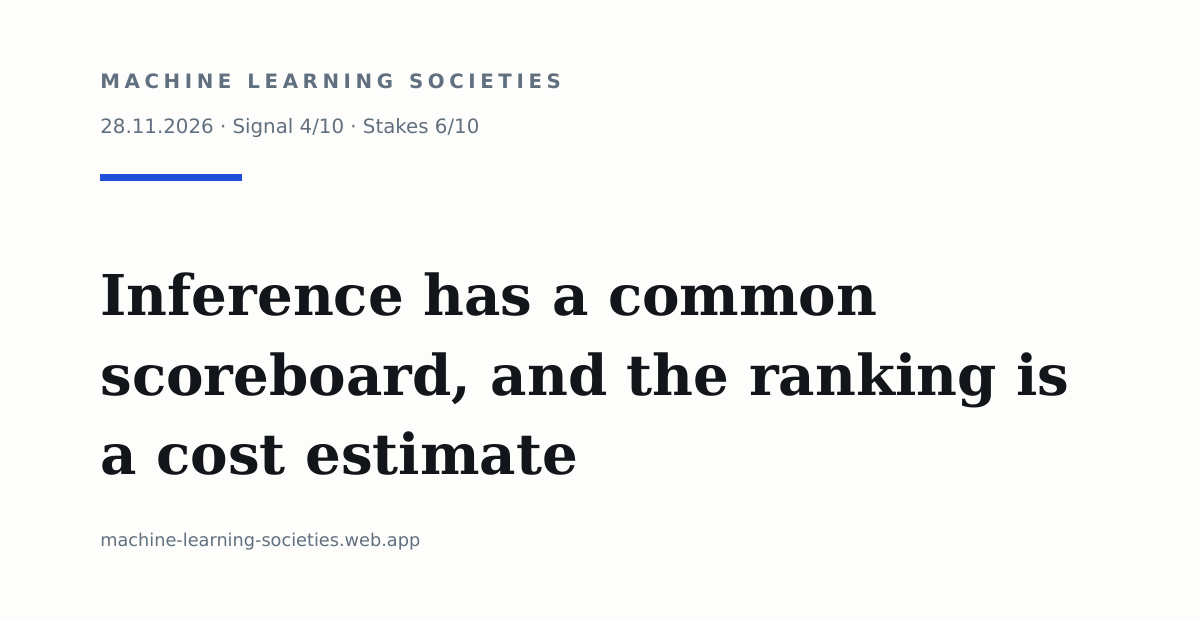 MACHINE LEARNING SOCIETIES
28.11.2026 · Signal 4/10 · Stakes 6/10
Inference has a common
scoreboard, and the ranking is
a cost estimate
machine-learning-societies.web.app